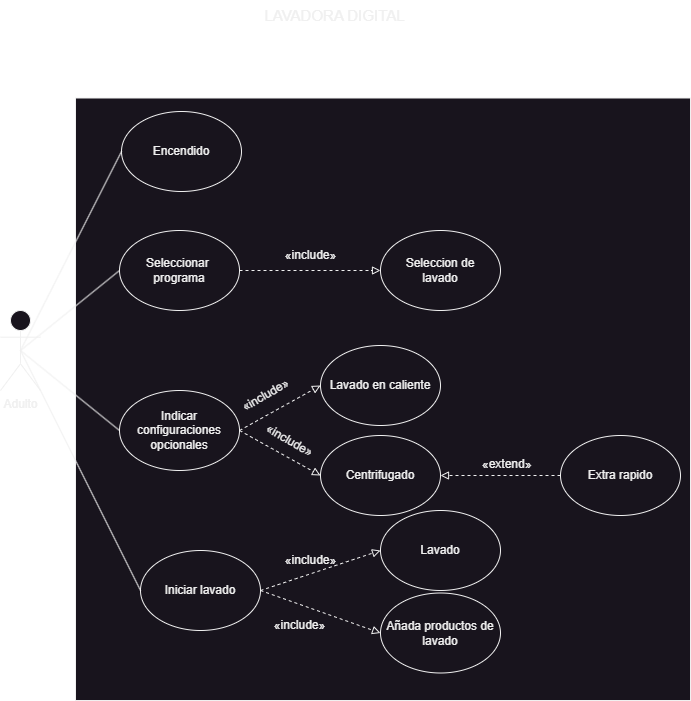 LAVADORA DIGITAL
Encendido
Seleccionar
programa
«include»
Seleccion de
lavado
Adulto
Indicar
configuraciones
opcionales
«include»
Lavado en caliente
«include»
Centrifugado
«extend»
Extra rapido
Iniciar lavado
«include»
Lavado
«include»
Añada productos de
lavado